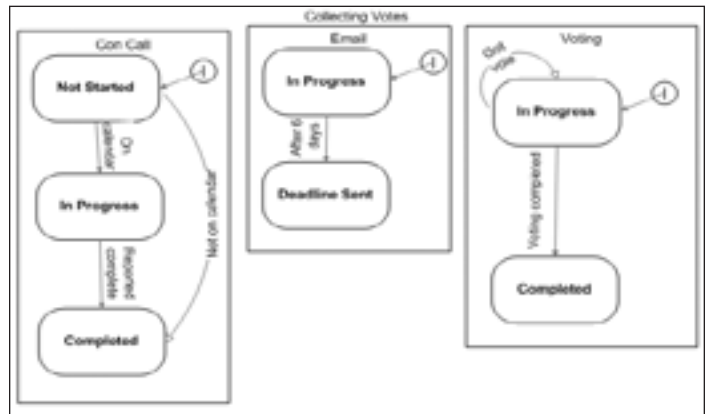 Collecting Votes
Con Call
Not Started
On
calendar
Not on calendar
In Progress
Reported
complete
Completed
Email
In Progress
After 6
days
Deadline Sent
Voting
vote
In Progress
Voting completed
Completed